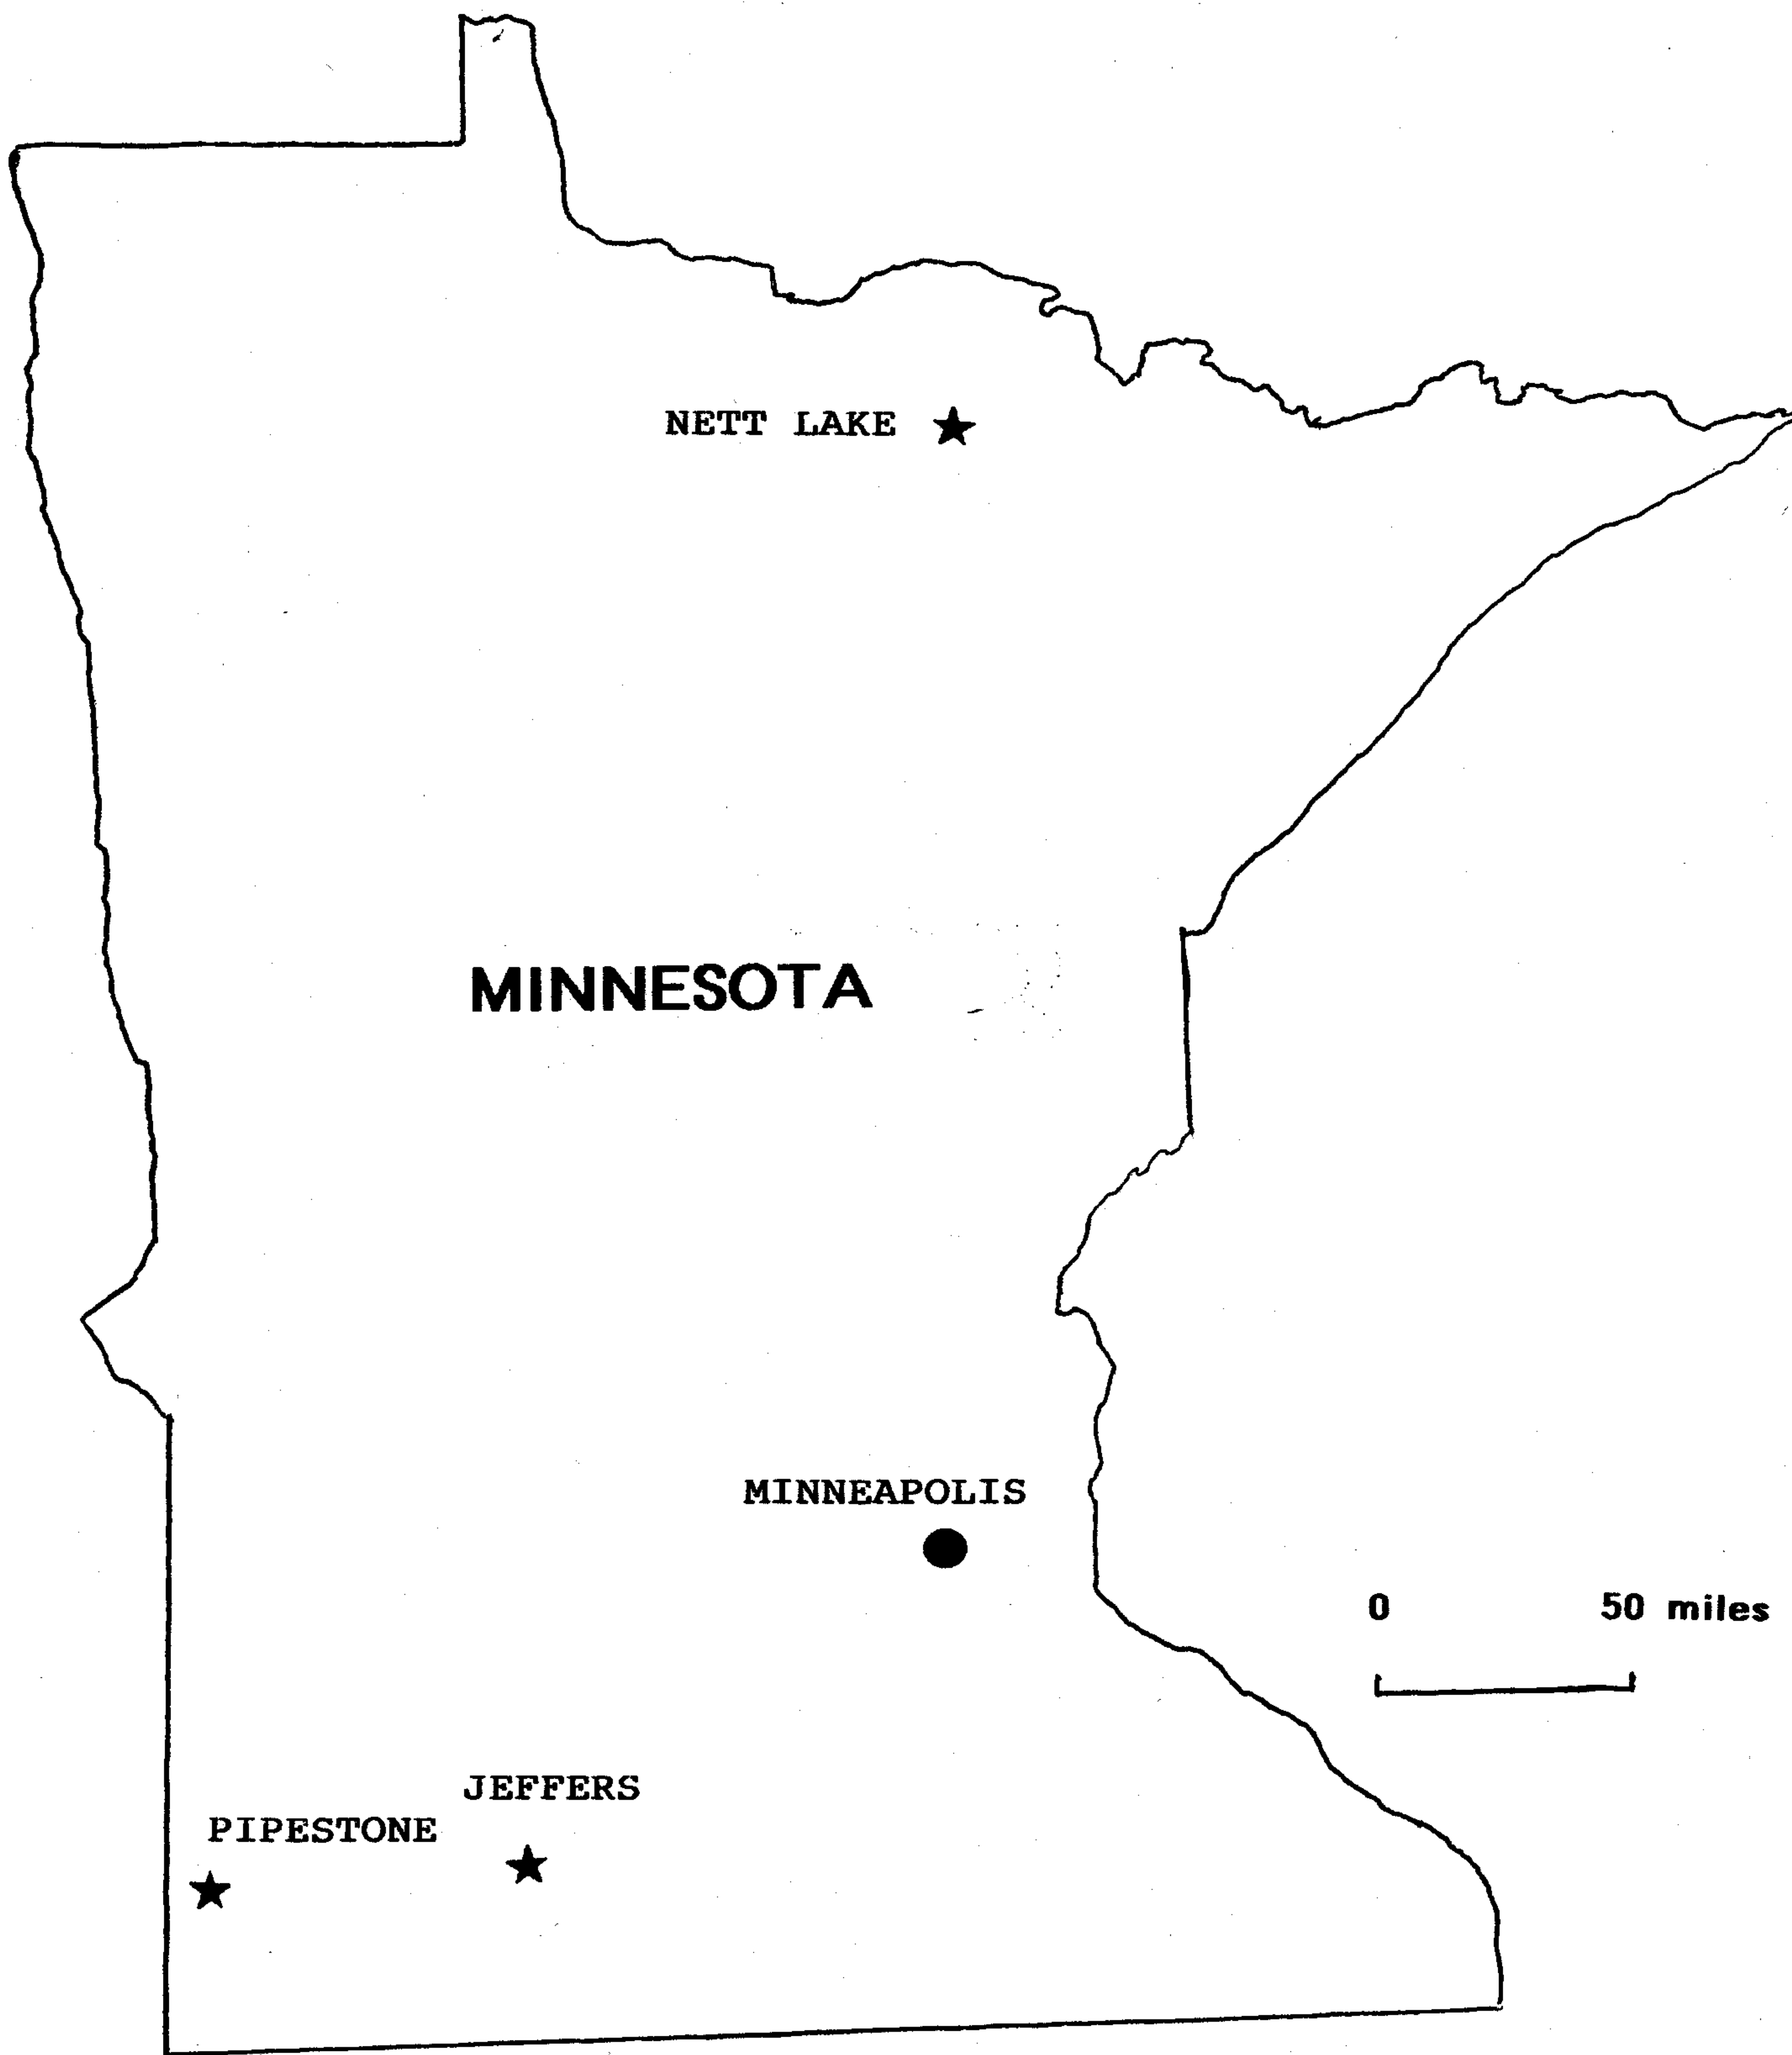 NETT LAKE
MINNESOTA
MINNEAPOLIS
0 50 miles
JEFFERS
PIPESTONE